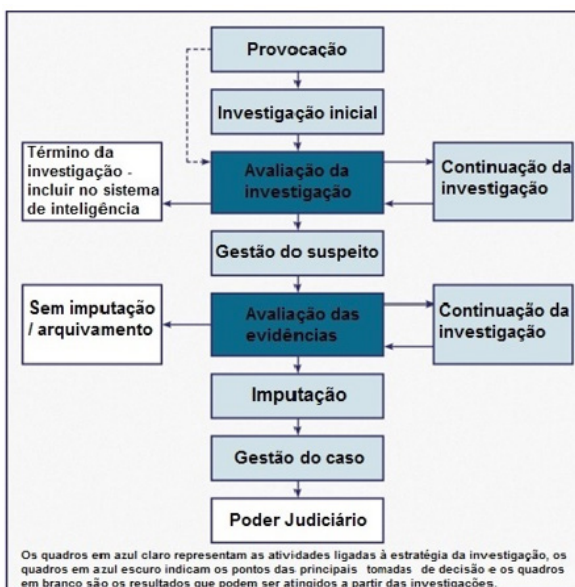 Provocação
Investigação inicial
Término da
investigação -
incluir no sistema
de inteligência
Avaliação da
investigação
Continuação da
investigação
Gestão do suspeito
Sem imputação
/ arquivamento
Avaliação das
evidências
Continuação da
investigação
Imputação
Gestão do caso
Poder Judiciário
Os quadros em azul claro representam as atividades ligadas à estratégia da investigação, os
quadros em azul escuro indicam os pontos das principais tomadas de decisão e os quadros
em branco são os resultados que podem ser atingidos a partir das investigações.